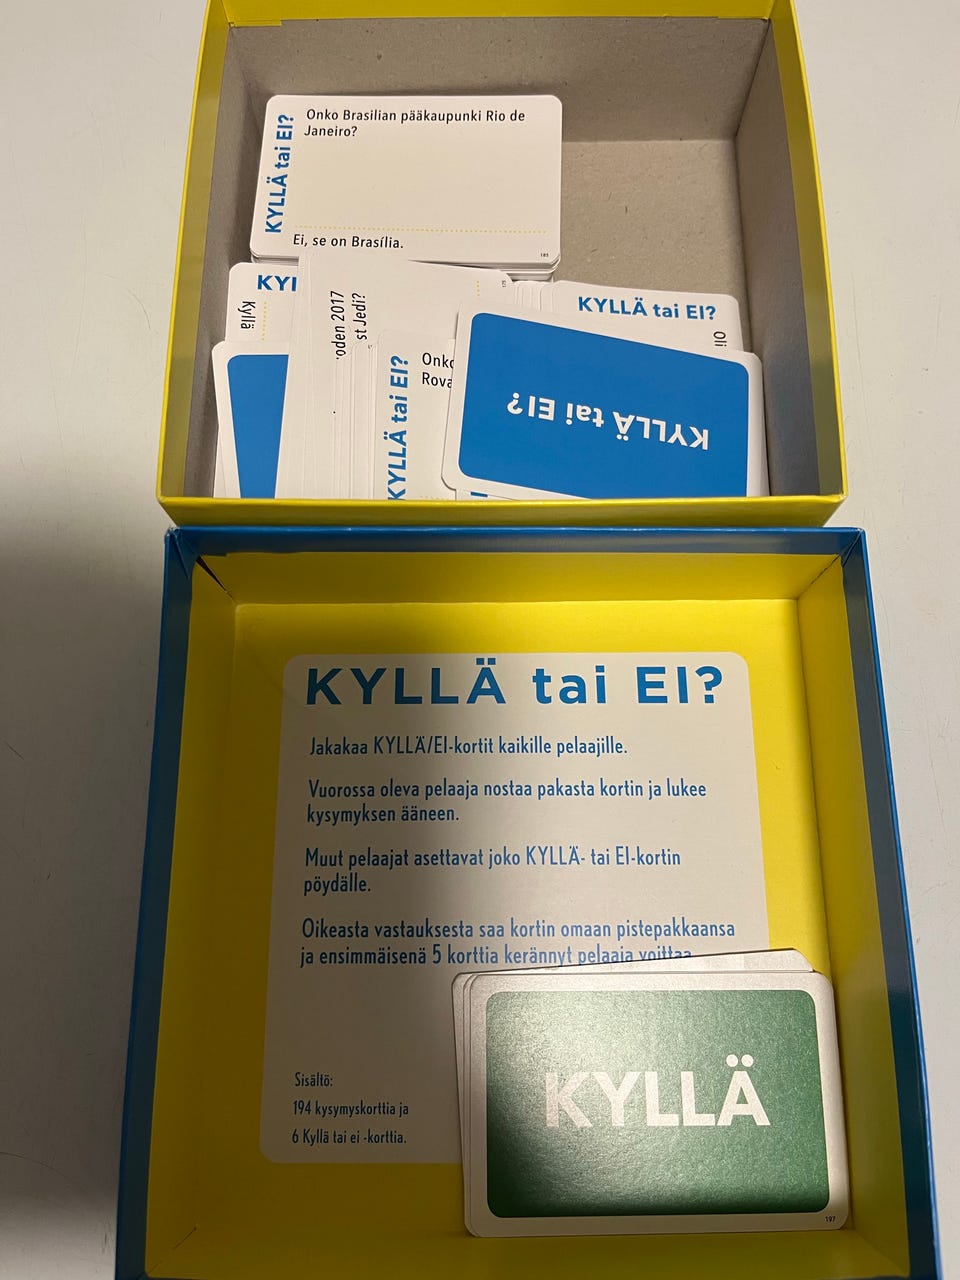 KYLLÄ tai EI?
Onko Brasilian pääkaupunki Rio de
Janeiro?
Ei, se on Brasília.
185
Kyllä
175
KYLLÄ tai EI?
KYLLÄ tai EI?
KYLLÄ tai EI?
KYLLÄ tai EI?
Jakakaa KYLLÄ/EI-kortit kaikille pelaajille.
Vuorossa oleva pelaaja nostaa pakasta kortin ja lukee
kysymyksen ääneen.
Muut pelaajat asettavat joko KYLLÄ- tai EI-kortin
pöydälle.
Oikeasta vastauksesta saa kortin omaan pistepakkaansa
ja ensimmäisenä 5 korttia kerännyt pelaaja voittaa
Sisältö:
194 kysymyskorttia ja
6 Kyllä tai ei -korttia.
KYLLÄ
197